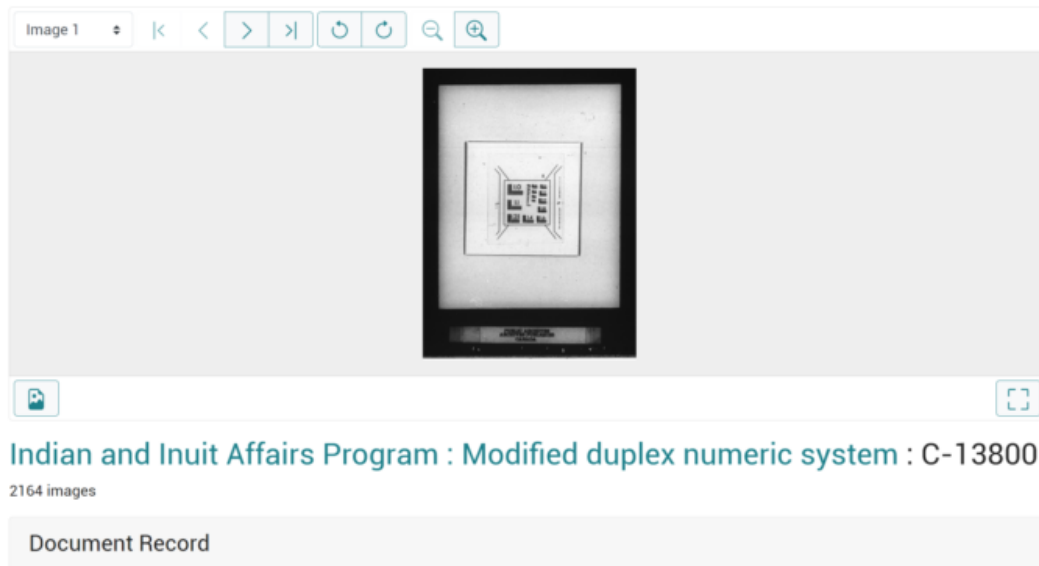 Image 1
Indian and Inuit Affairs Program : Modified duplex numeric system : C-13800
2164 images
Document Record